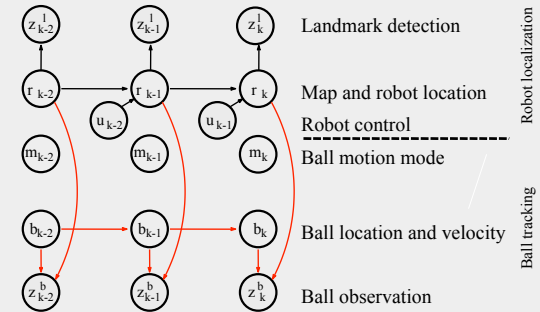 z^l_{k-2} z^l_{k-1} z^l_k Landmark detection
r_{k-2} r_{k-1} r_k Map and robot location
u_{k-2} u_{k-1} Robot control
m_{k-2} m_{k-1} m_k Ball motion mode
b_{k-2} b_{k-1} b_k Ball location and velocity
z^b_{k-2} z^b_{k-1} z^b_k Ball observation
Robot localization
Ball tracking